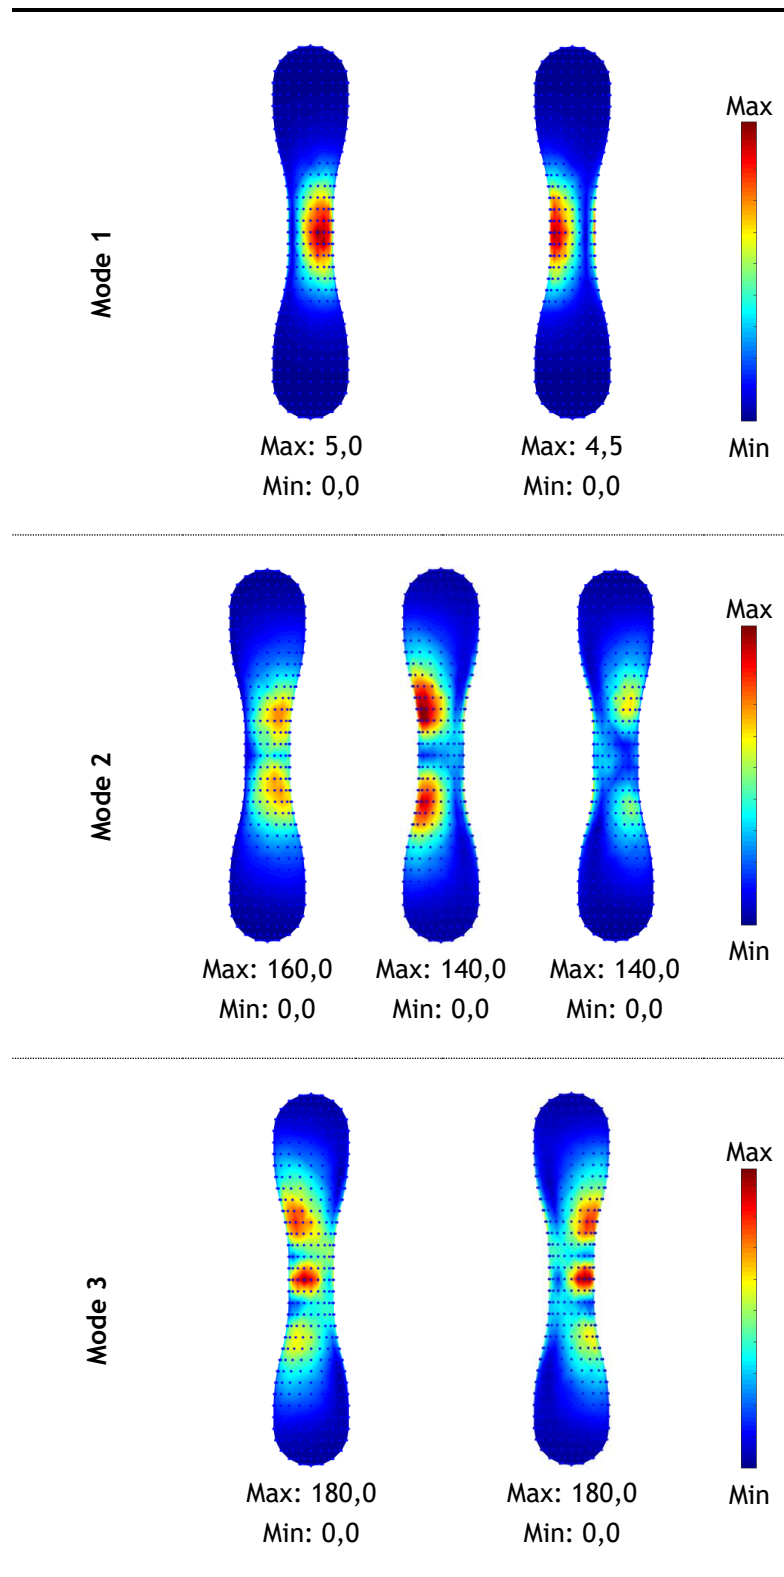 Max
Mode 1
Min
Max: 5,0 Max: 4,5
Min: 0,0 Min: 0,0
Max
Mode 2
Min
Max: 160,0 Max: 140,0 Max: 140,0
Min: 0,0 Min: 0,0 Min: 0,0
Max
Mode 3
Min
Max: 180,0 Max: 180,0
Min: 0,0 Min: 0,0